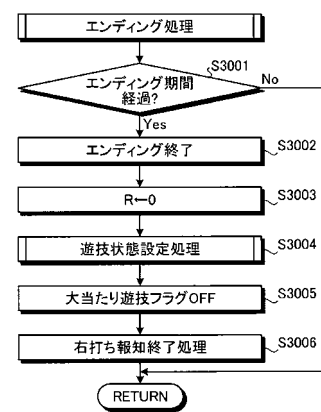 エンディング処理
エンディング期間
経過?
S3001
No
Yes
エンディング終了
S3002
R←0
S3003
遊技状態設定処理
S3004
大当たり遊技フラグOFF
S3005
右打ち報知終了処理
S3006
RETURN